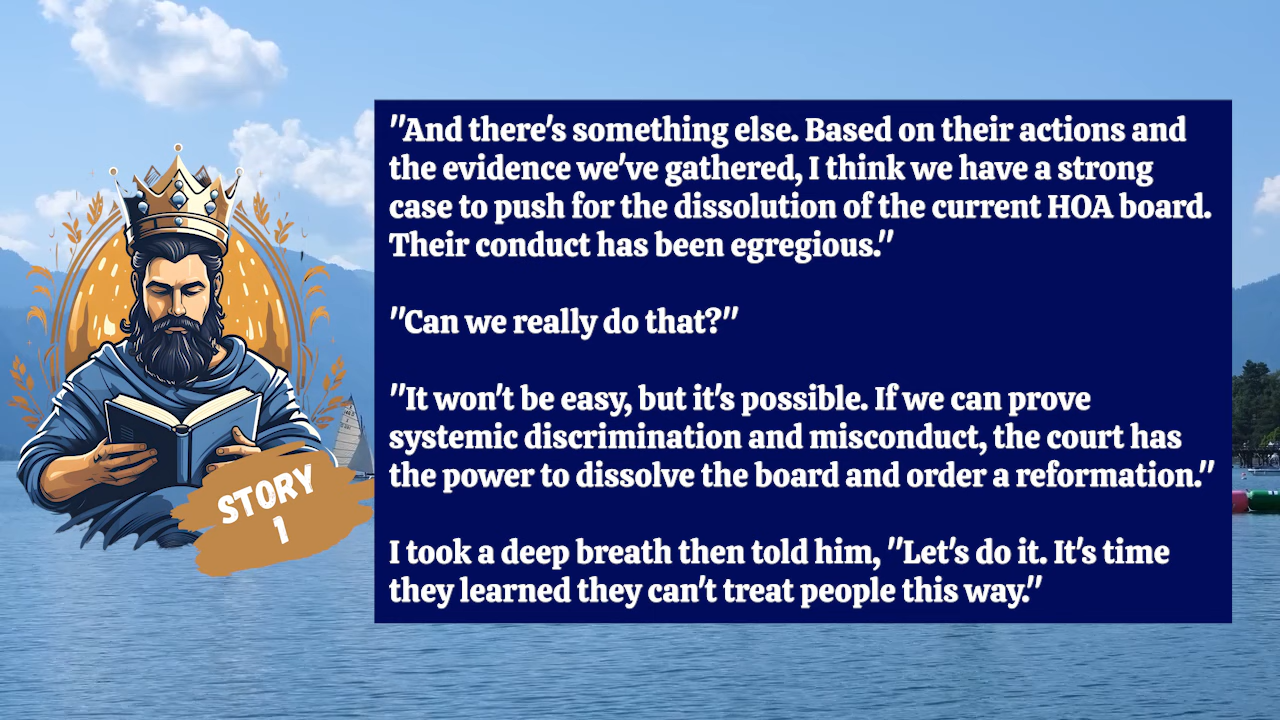 "And there's something else. Based on their actions and
the evidence we've gathered, I think we have a strong
case to push for the dissolution of the current HOA board.
Their conduct has been egregious."
"Can we really do that?"
"It won't be easy, but it's possible. If we can prove
systemic discrimination and misconduct, the court has
the power to dissolve the board and order a reformation."
I took a deep breath then told him, "Let's do it. It's time
they learned they can't treat people this way."
STORY
1